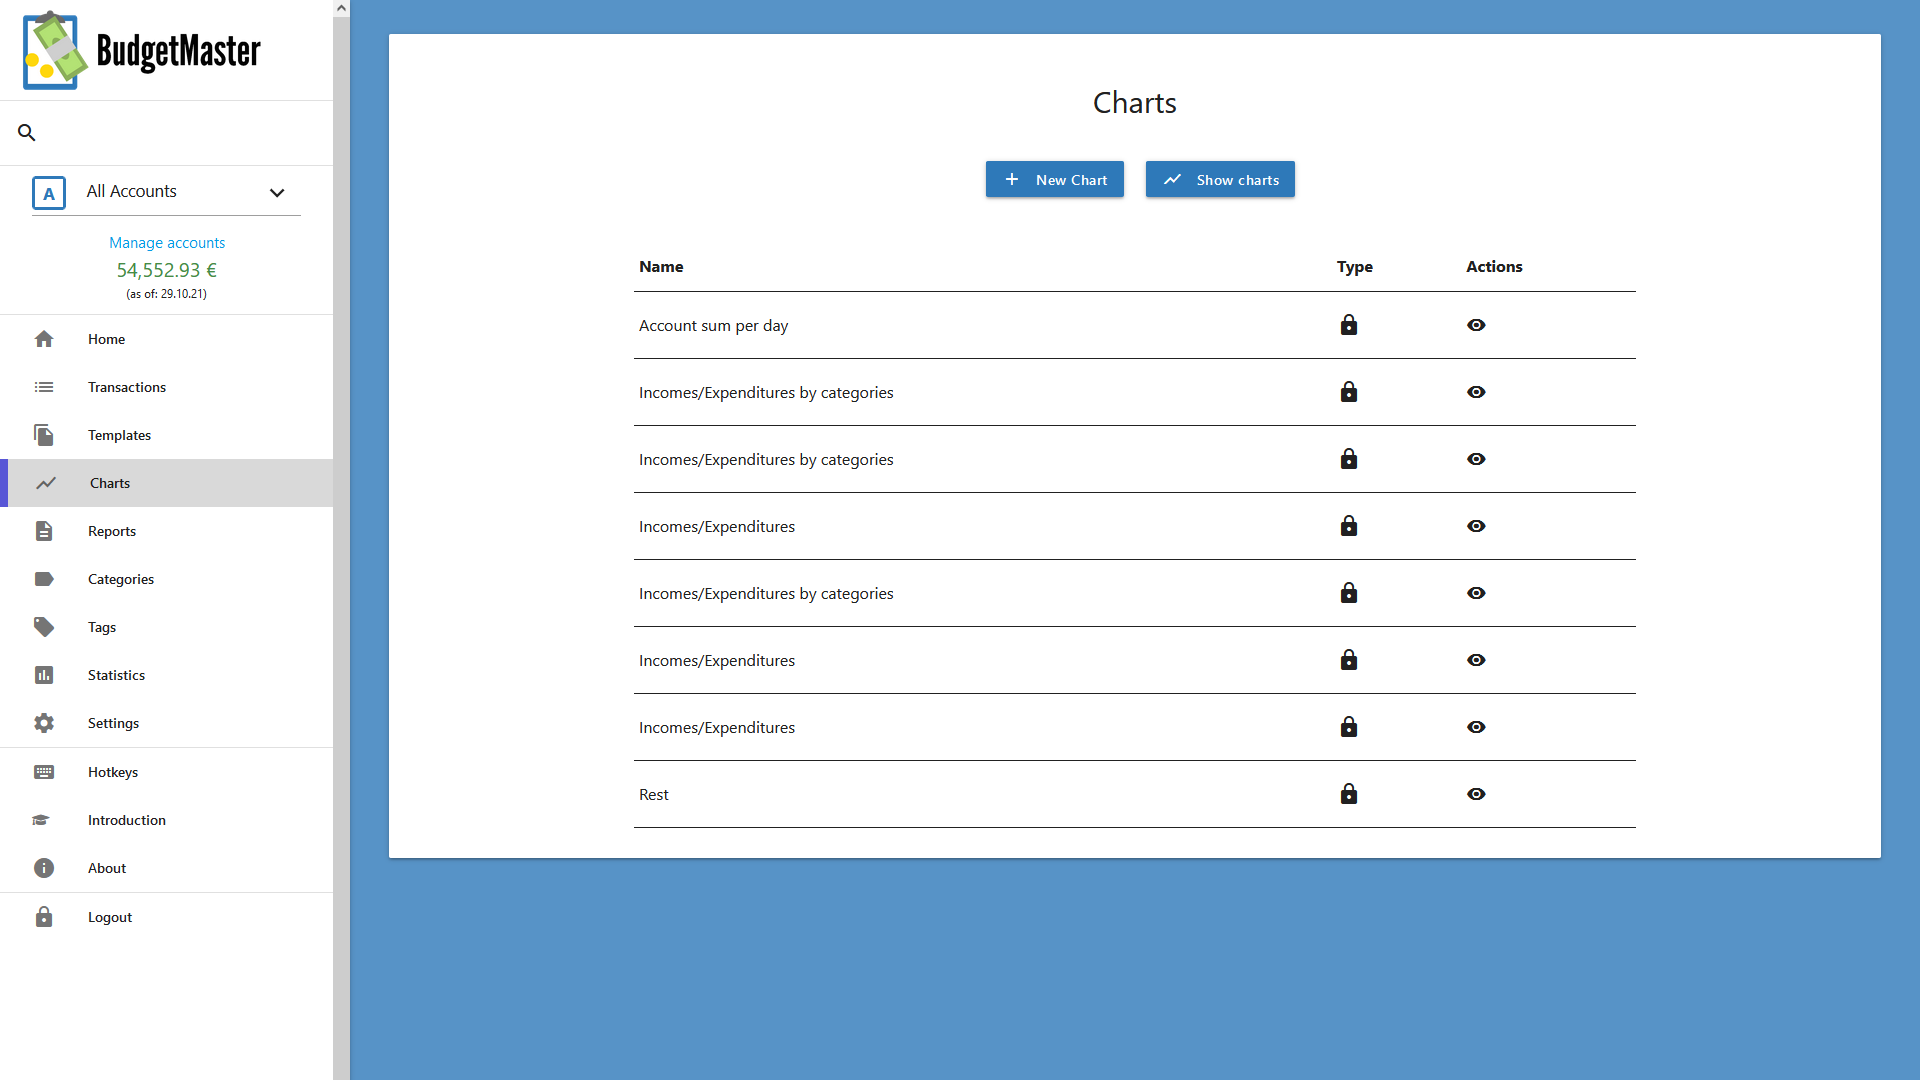 BudgetMaster
A All Accounts
Manage accounts
54,552.93 €
(as of: 29.10.21)
Home
Transactions
Templates
Charts
Reports
Categories
Tags
Statistics
Settings
Hotkeys
Introduction
About
Logout
Charts
New Chart Show charts
Name Type Actions
Account sum per day
Incomes/Expenditures by categories
Incomes/Expenditures by categories
Incomes/Expenditures
Incomes/Expenditures by categories
Incomes/Expenditures
Incomes/Expenditures
Rest